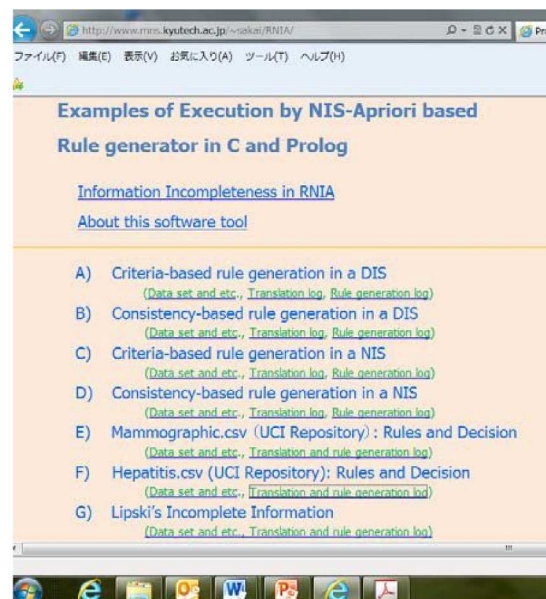 http://www.mns.kyutech.ac.jp/~sakai/RNIA/
Pr
ファイル(F) 編集(E) 表示(V) お気に入り(A) ツール(T) ヘルプ(H)
Examples of Execution by NIS-Apriori based
Rule generator in C and Prolog
Information Incompleteness in RNIA
About this software tool
A) Criteria-based rule generation in a DIS
(Data set and etc., Translation log, Rule generation log)
B) Consistency-based rule generation in a DIS
(Data set and etc., Translation log, Rule generation log)
C) Criteria-based rule generation in a NIS
(Data set and etc., Translation log, Rule generation log)
D) Consistency-based rule generation in a NIS
(Data set and etc., Translation log, Rule generation log)
E) Mammographic.csv (UCI Repository): Rules and Decision
(Data set and etc., Translation and rule generation log)
F) Hepatitis.csv (UCI Repository): Rules and Decision
(Data set and etc., Translation and rule generation log)
G) Lipski's Incomplete Information
(Data set and etc., Translation and rule generation log)